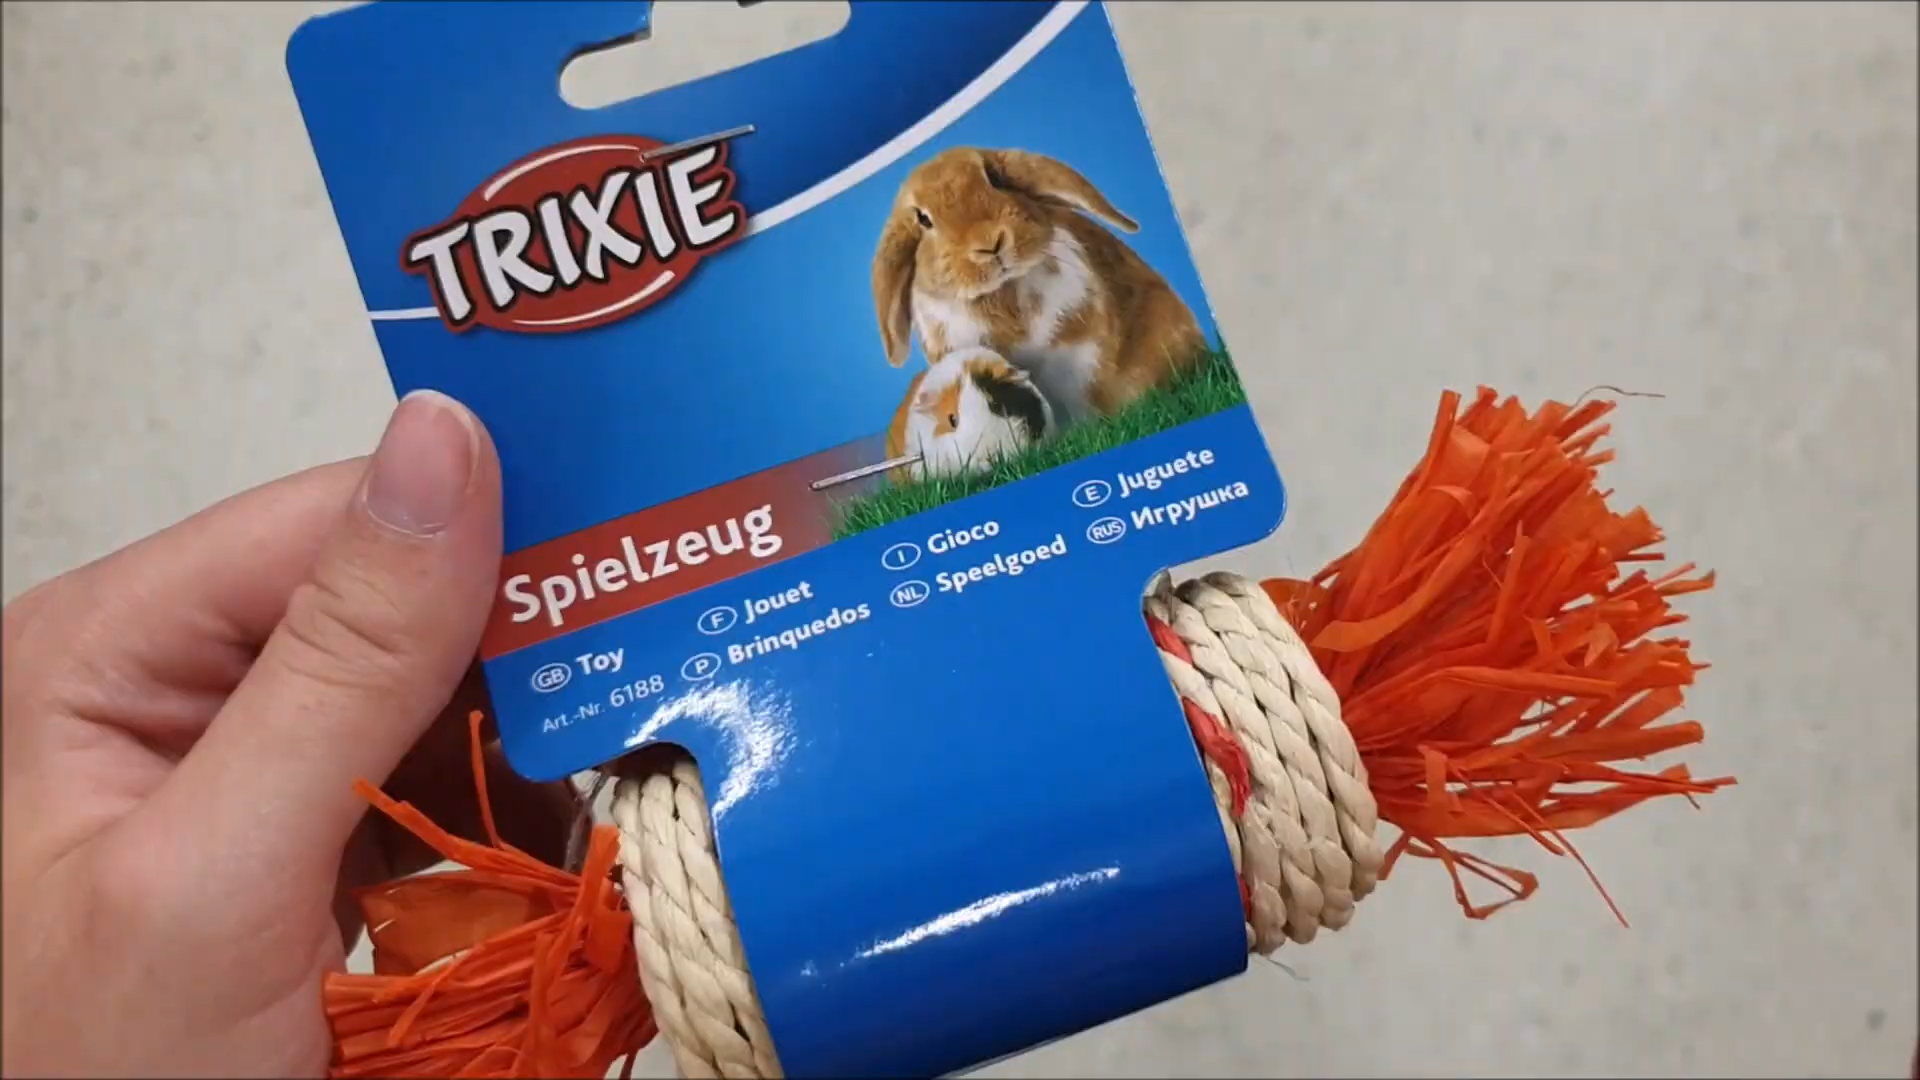 TRIXIE
Spielzeug
GB Toy
F Jouet
I Gioco
E Juguete
Art.-Nr. 6188
P Brinquedos
NL Speelgoed
RUS Игрушка